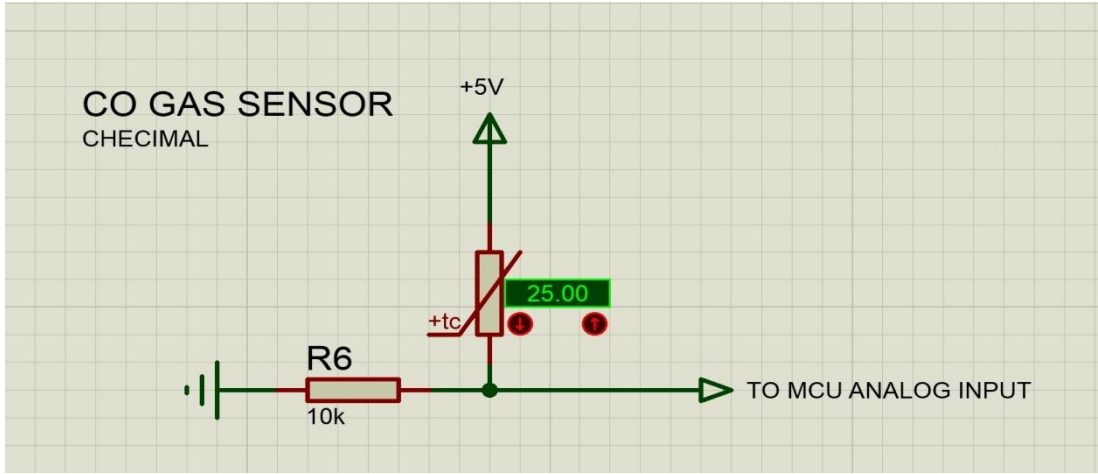 CO GAS SENSOR
CHECIMAL
+5V
25.00
+tc
R6
10k
TO MCU ANALOG INPUT